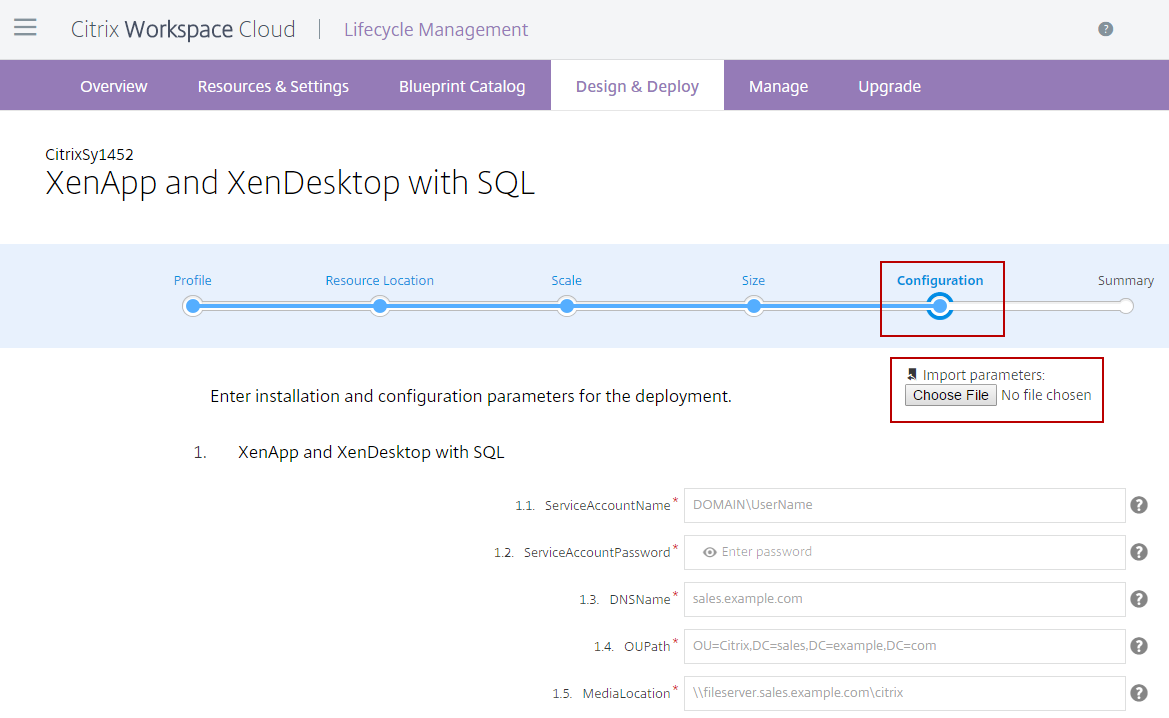 Citrix Workspace Cloud | Lifecycle Management ?
Overview Resources & Settings Blueprint Catalog Design & Deploy Manage Upgrade
CitrixSy1452
XenApp and XenDesktop with SQL
Profile Resource Location Scale Size Configuration Summary
Import parameters:
Choose File No file chosen
Enter installation and configuration parameters for the deployment.
1. XenApp and XenDesktop with SQL
1.1. ServiceAccountName* DOMAIN\UserName ?
1.2. ServiceAccountPassword* Enter password ?
1.3. DNSName* sales.example.com ?
1.4. OUPath* OU=Citrix,DC=sales,DC=example,DC=com ?
1.5. MediaLocation* \\fileserver.sales.example.com\citrix ?